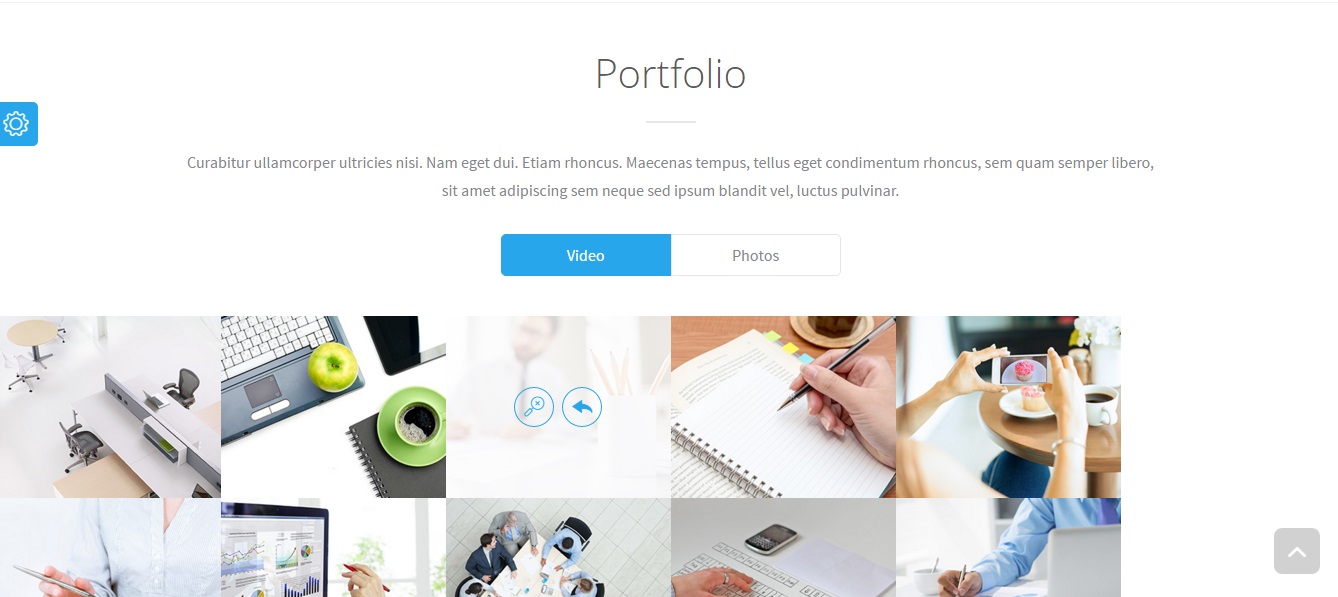 Portfolio
Curabitur ullamcorper ultricies nisi. Nam eget dui. Etiam rhoncus. Maecenas tempus, tellus eget condimentum rhoncus, sem quam semper libero,
sit amet adipiscing sem neque sed ipsum blandit vel, luctus pulvinar.
Video
Photos